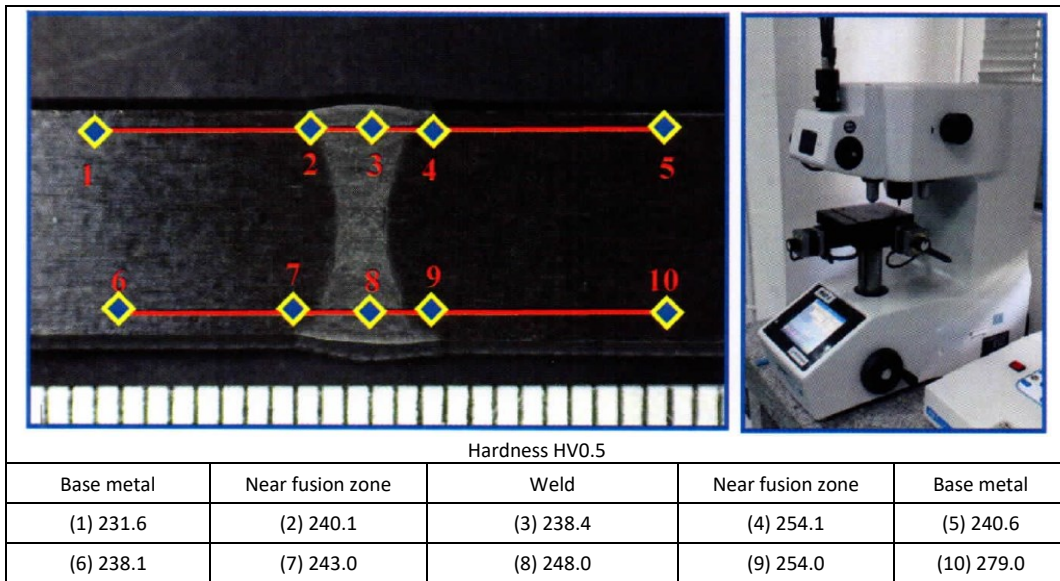 2 3 4
1 5
6 7 8 9 10
Hardness HV0.5
Base metal Near fusion zone Weld Near fusion zone Base metal
(1) 231.6 (2) 240.1 (3) 238.4 (4) 254.1 (5) 240.6
(6) 238.1 (7) 243.0 (8) 248.0 (9) 254.0 (10) 279.0